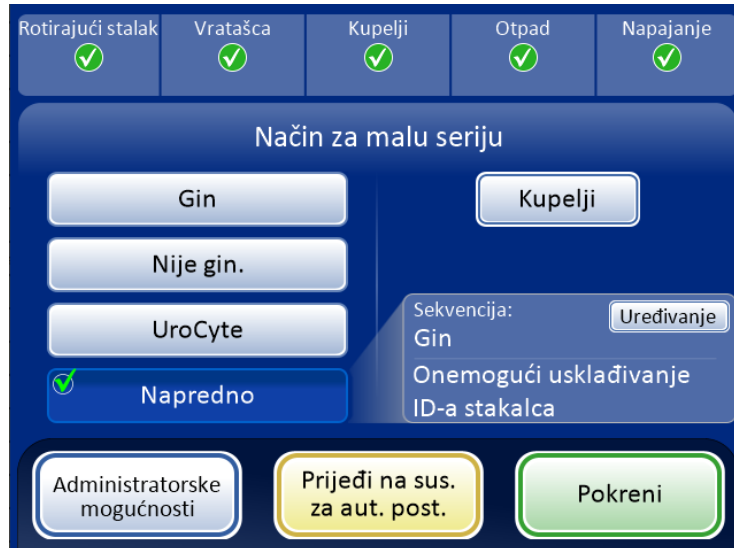 Rotirajući stalak
Vratašca
Kupelji
Otpad
Napajanje
Način za malu seriju
Gin
Kupelji
Nije gin.
UroCyte
Sekvencija:
Uređivanje
Gin
Napredno
Onemogući usklađivanje
ID-a stakalca
Administratorske
mogućnosti
Prijeđi na sus.
za aut. post.
Pokreni